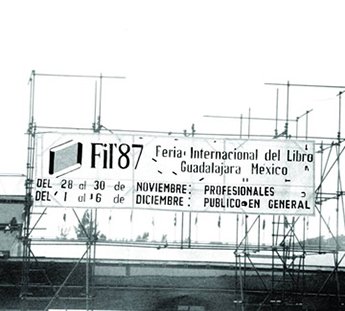 Fil'87 Feria Internacional del Libro
Guadalajara Mexico
DEL 28 al 30 de NOVIEMBRE: PROFESIONALES
DEL 1 al 6 de DICIEMBRE: PUBLICO EN GENERAL